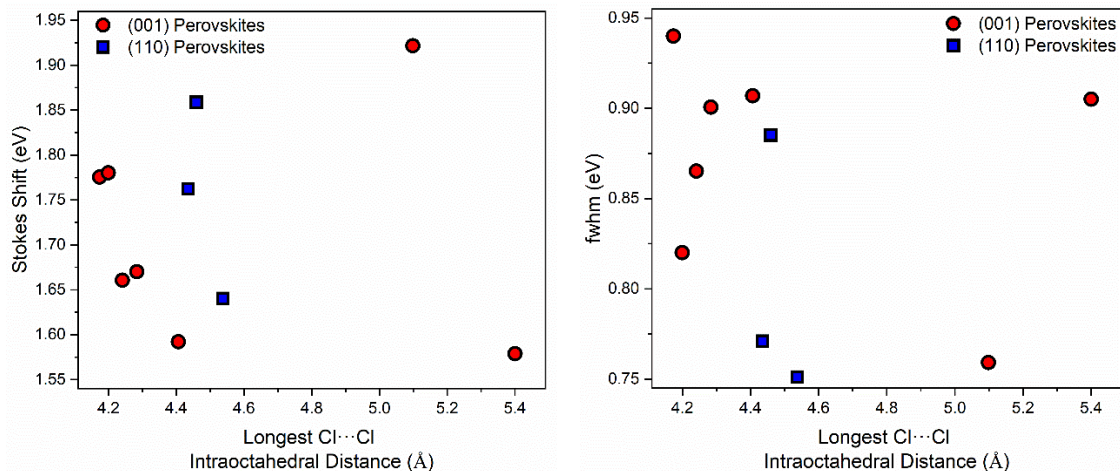 1.95
1.90
1.85
1.80
1.75
1.70
1.65
1.60
1.55
Stokes Shift (eV)
(001) Perovskites
(110) Perovskites
4.2 4.4 4.6 4.8 5.0 5.2 5.4
Longest Cl···Cl
Intraoctahedral Distance (Å)
0.95
0.90
0.85
0.80
0.75
fwhm (eV)
(001) Perovskites
(110) Perovskites
4.2 4.4 4.6 4.8 5.0 5.2 5.4
Longest Cl···Cl
Intraoctahedral Distance (Å)